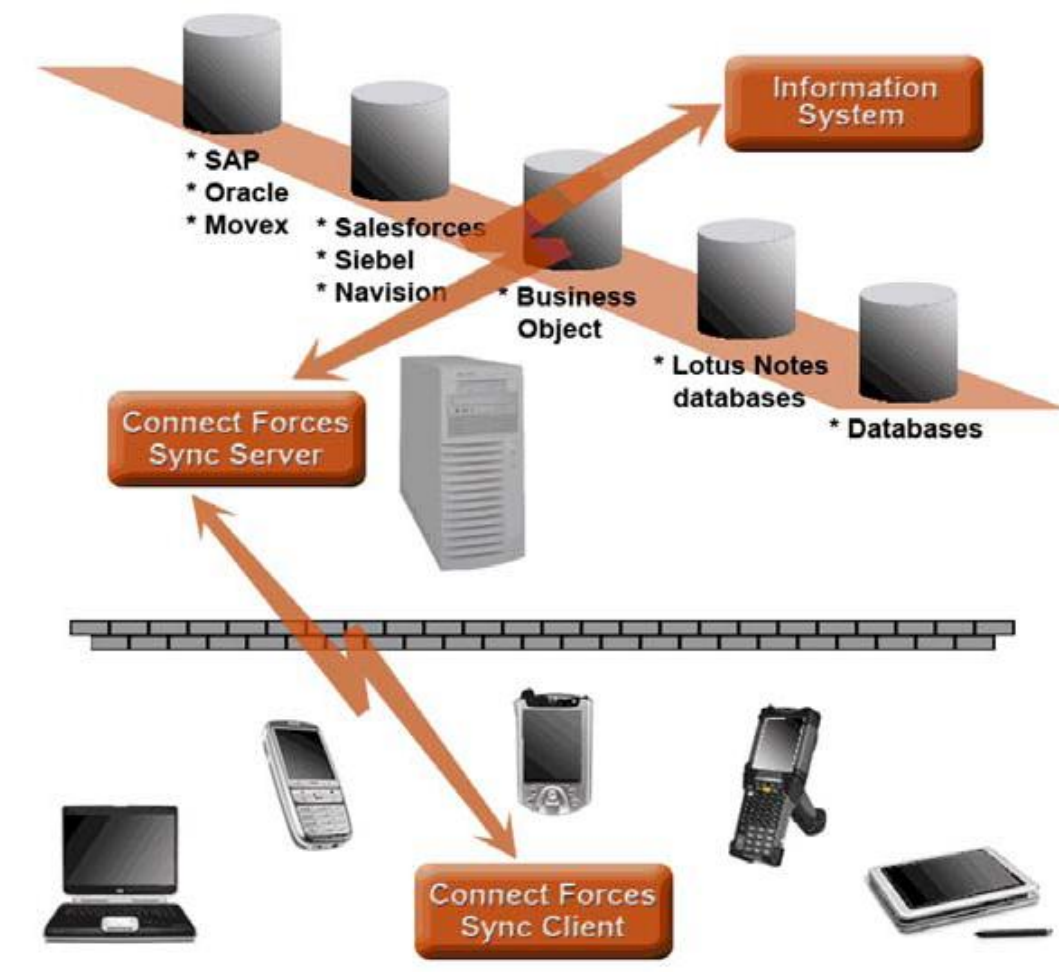 Information
System
* SAP
* Oracle
* Movex
* Salesforces
* Siebel
* Navision
* Business
Object
* Lotus Notes
databases
* Databases
Connect Forces
Sync Server
Connect Forces
Sync Client